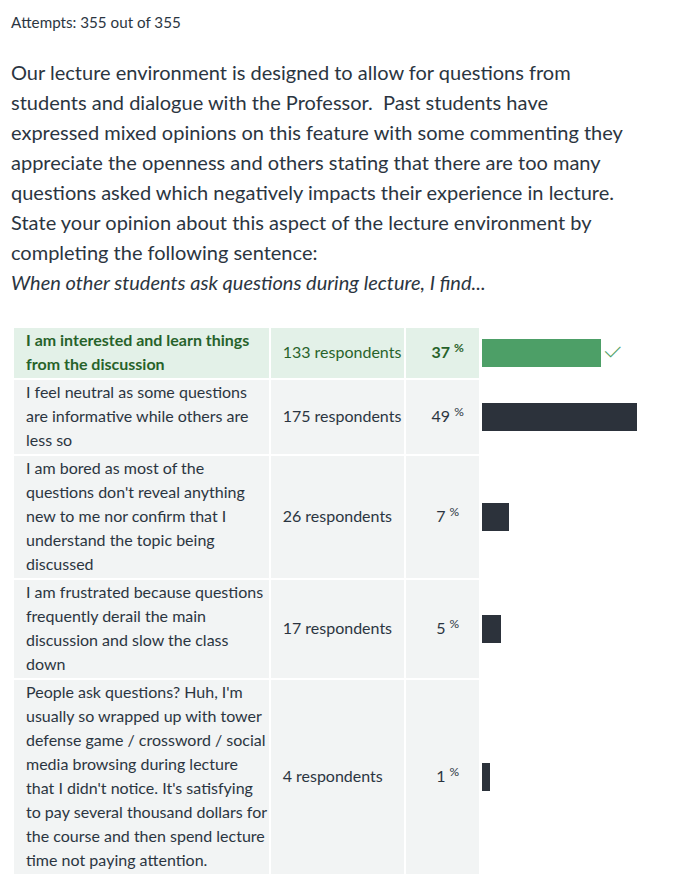 Attempts: 355 out of 355
Our lecture environment is designed to allow for questions from
students and dialogue with the Professor.  Past students have
expressed mixed opinions on this feature with some commenting they
appreciate the openness and others stating that there are too many
questions asked which negatively impacts their experience in lecture.
State your opinion about this aspect of the lecture environment by
completing the following sentence:
When other students ask questions during lecture, I find...
I am interested and learn things
from the discussion
133 respondents
37 %
I feel neutral as some questions
are informative while others are
less so
175 respondents
49 %
I am bored as most of the
questions don't reveal anything
new to me nor confirm that I
understand the topic being
discussed
26 respondents
7 %
I am frustrated because questions
frequently derail the main
discussion and slow the class
down
17 respondents
5 %
People ask questions? Huh, I'm
usually so wrapped up with tower
defense game / crossword / social
media browsing during lecture
that I didn't notice. It's satisfying
to pay several thousand dollars for
the course and then spend lecture
time not paying attention.
4 respondents
1 %